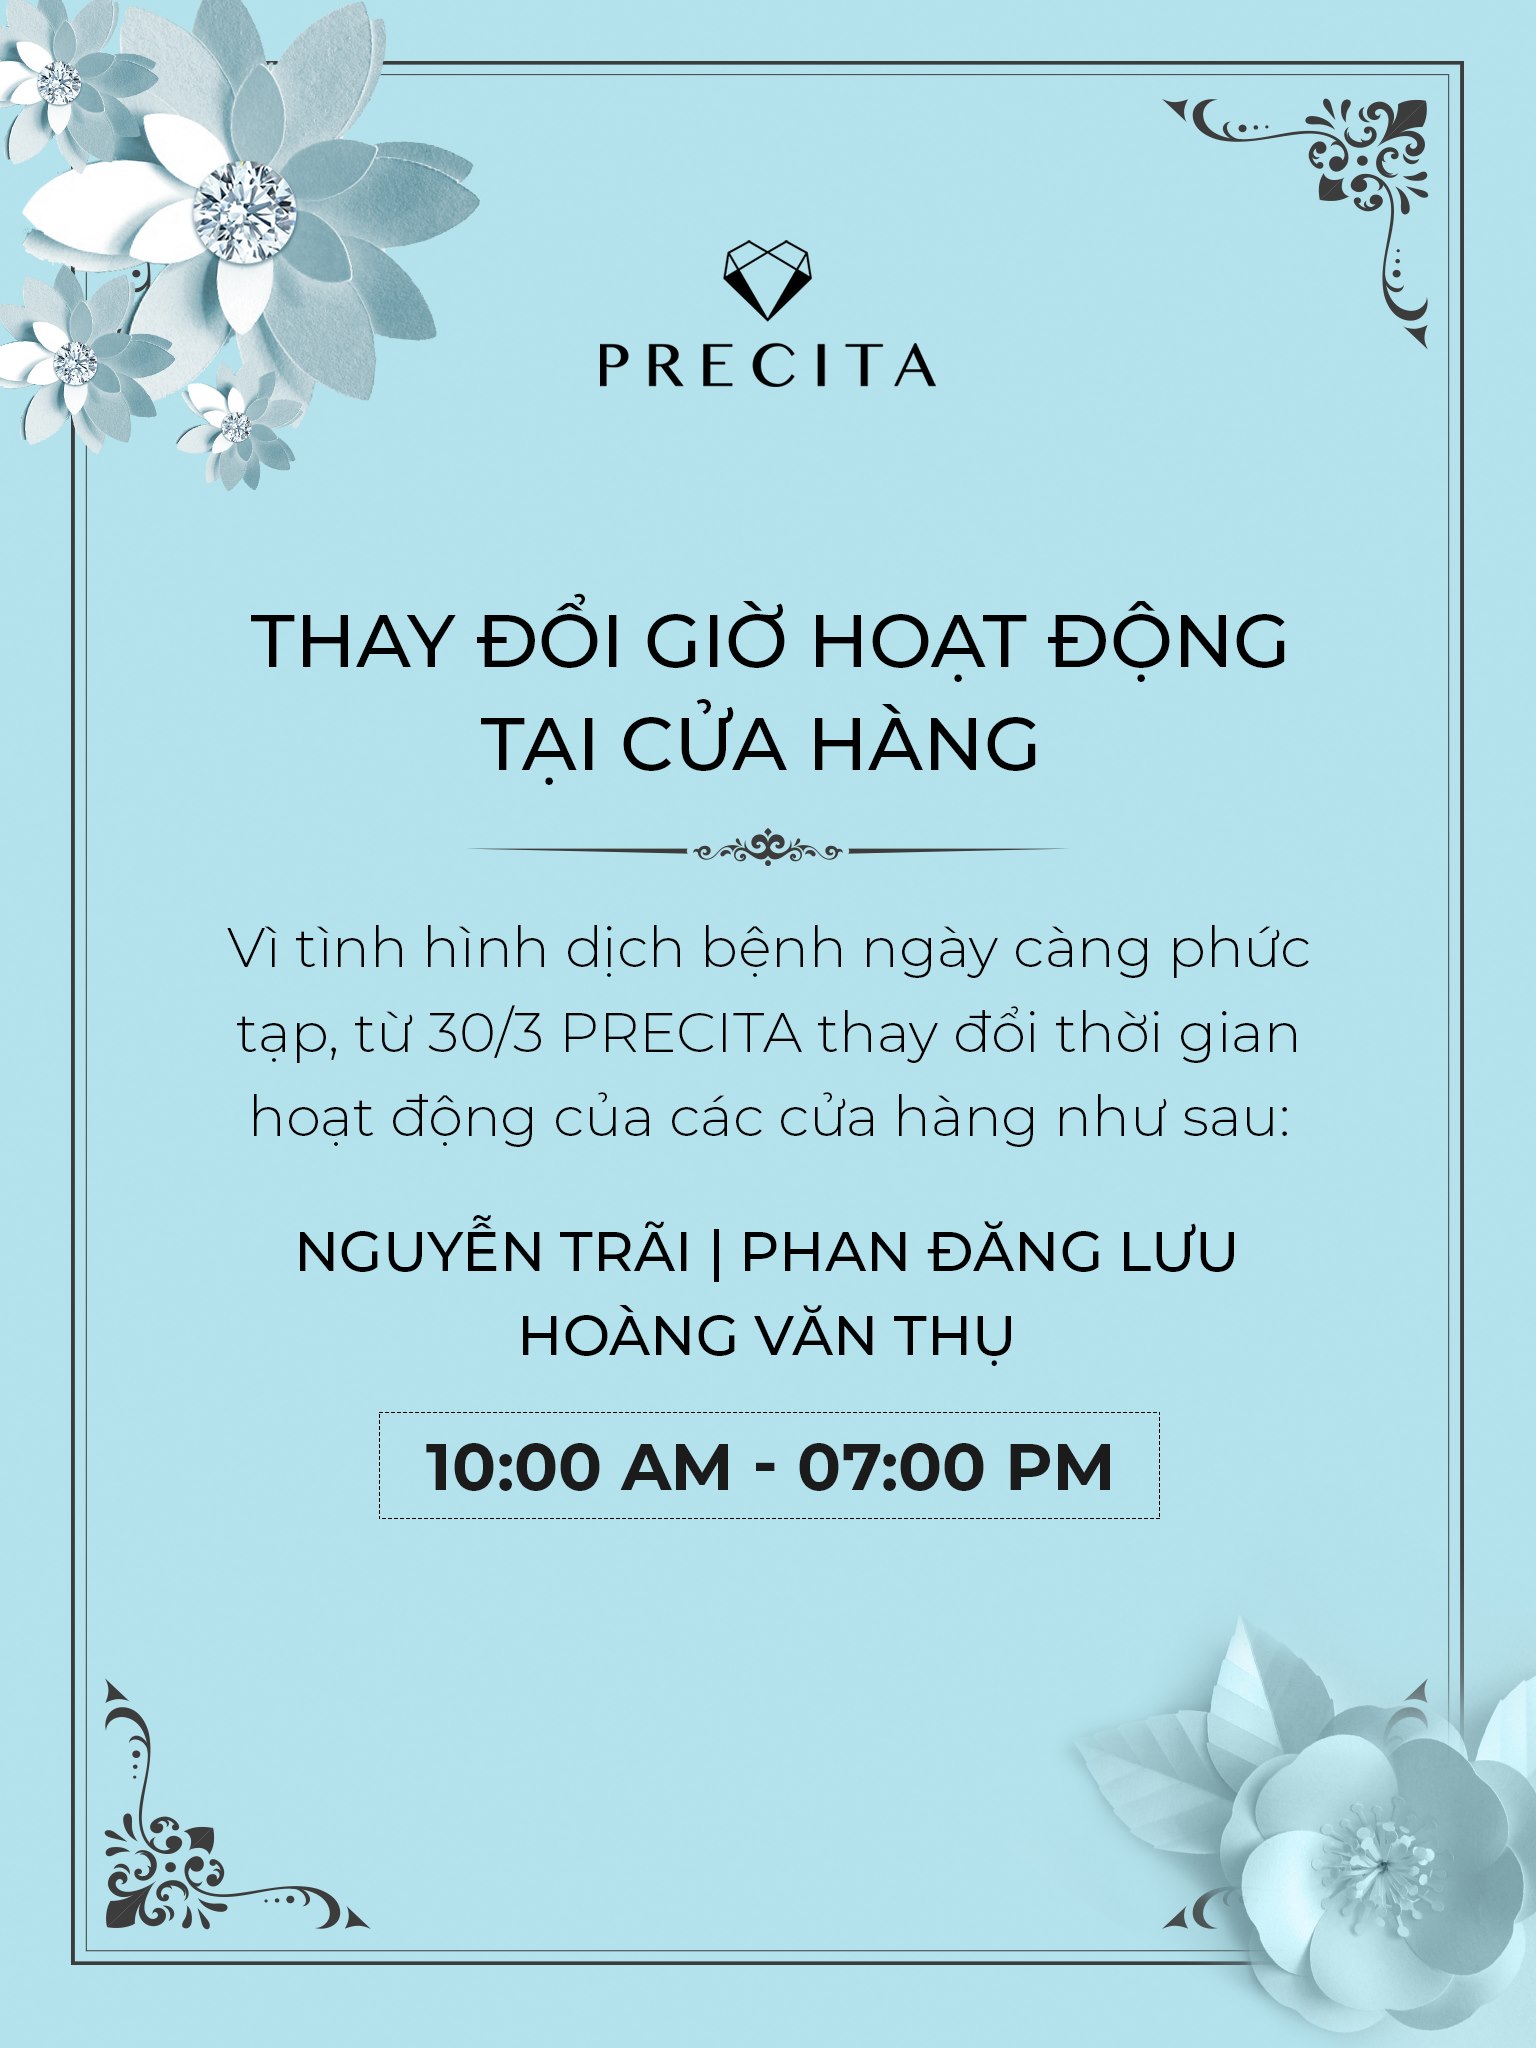 PRECITA
THAY ĐỔI GIỜ HOẠT ĐỘNG
TẠI CỬA HÀNG
Vì tình hình dịch bệnh ngày càng phức
tạp, từ 30/3 PRECITA thay đổi thời gian
hoạt động của các cửa hàng như sau:
NGUYỄN TRÃI | PHAN ĐĂNG LƯU
HOÀNG VĂN THỤ
10:00 AM - 07:00 PM